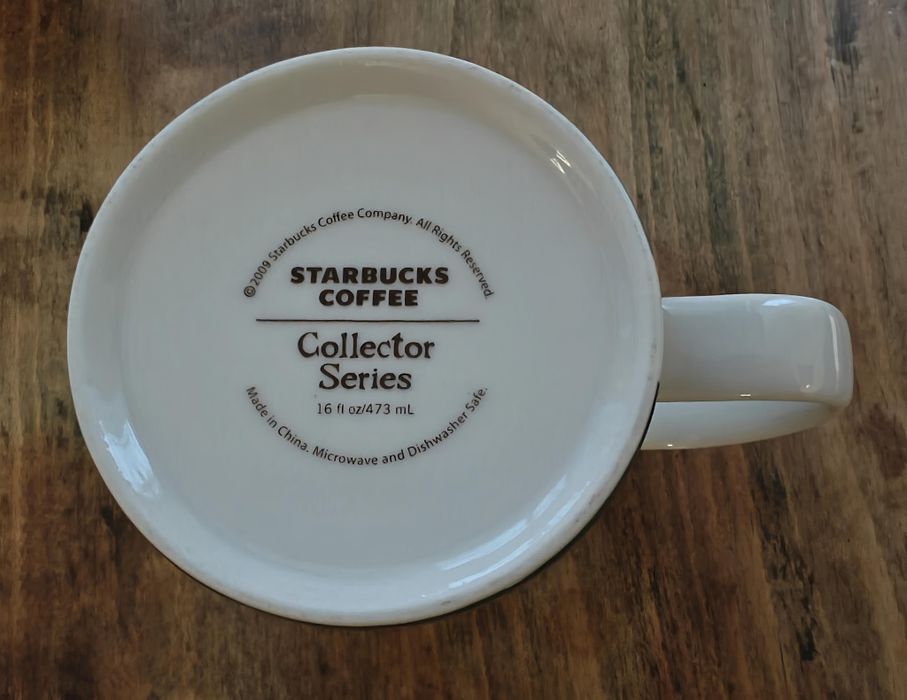 ©2009 Starbucks Coffee Company. All Rights Reserved.
STARBUCKS
COFFEE
Collector
Series
16 fl oz/473 mL
Made in China. Microwave and Dishwasher Safe.